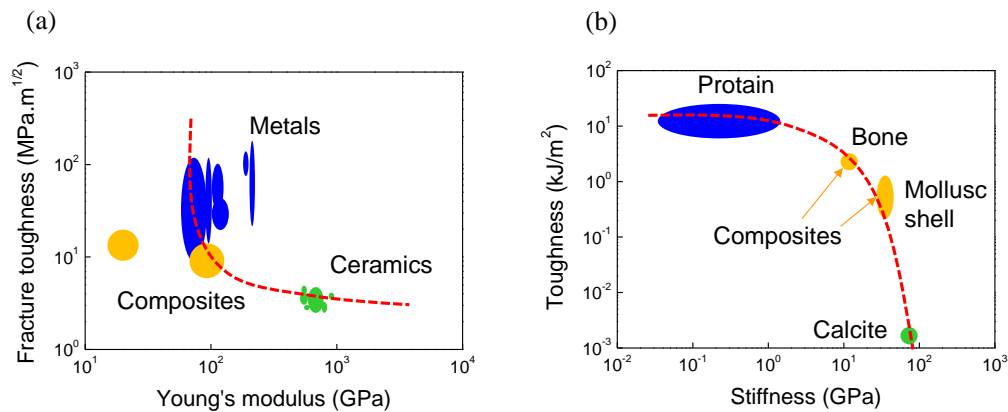 (a)
Fracture toughness (MPa.m^1/2)
10^3
10^2
10^1
10^0
Metals
Ceramics
Composites
10^1 10^2 10^3 10^4
Young's modulus (GPa)
(b)
Toughness (kJ/m^2)
10^2
10^1
10^0
10^-1
10^-2
10^-3
Protain
Bone
Mollusc
shell
Composites
Calcite
10^-2 10^-1 10^0 10^1 10^2 10^3
Stiffness (GPa)